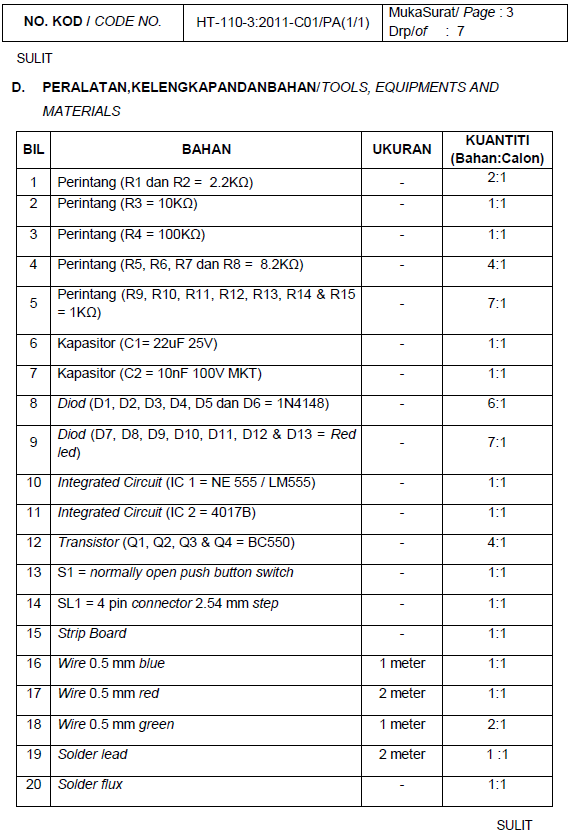 NO. KOD / CODE NO. HT-110-3:2011-C01/PA(1/1) MukaSurat/ Page : 3
Drp/of : 7
SULIT
D. PERALATAN,KELENGKAPANDANBAHAN/TOOLS, EQUIPMENTS AND
MATERIALS
BIL BAHAN UKURAN KUANTITI
(Bahan:Calon)
1 Perintang (R1 dan R2 = 2.2KΩ) - 2:1
2 Perintang (R3 = 10KΩ) - 1:1
3 Perintang (R4 = 100KΩ) - 1:1
4 Perintang (R5, R6, R7 dan R8 = 8.2KΩ) - 4:1
5 Perintang (R9, R10, R11, R12, R13, R14 & R15
= 1KΩ) - 7:1
6 Kapasitor (C1= 22uF 25V) - 1:1
7 Kapasitor (C2 = 10nF 100V MKT) - 1:1
8 Diod (D1, D2, D3, D4, D5 dan D6 = 1N4148) - 6:1
9 Diod (D7, D8, D9, D10, D11, D12 & D13 = Red
led) - 7:1
10 Integrated Circuit (IC 1 = NE 555 / LM555) - 1:1
11 Integrated Circuit (IC 2 = 4017B) - 1:1
12 Transistor (Q1, Q2, Q3 & Q4 = BC550) - 4:1
13 S1 = normally open push button switch - 1:1
14 SL1 = 4 pin connector 2.54 mm step - 1:1
15 Strip Board - 1:1
16 Wire 0.5 mm blue 1 meter 1:1
17 Wire 0.5 mm red 2 meter 1:1
18 Wire 0.5 mm green 1 meter 2:1
19 Solder lead 2 meter 1 :1
20 Solder flux - 1:1
SULIT